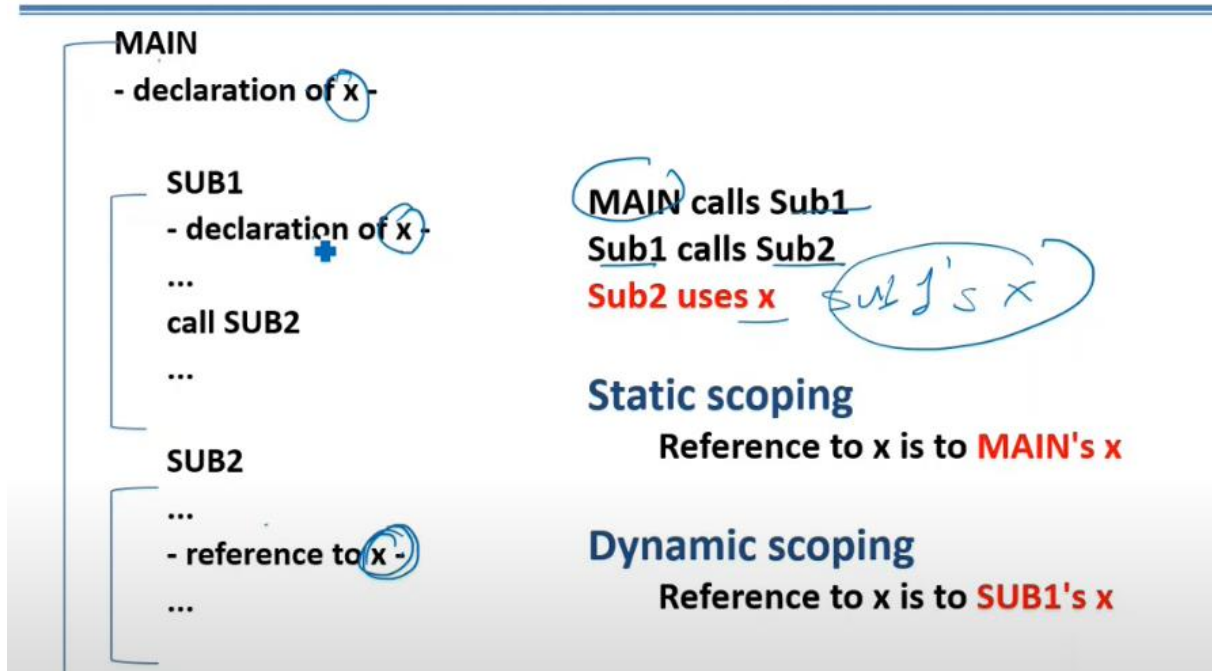 MAIN
- declaration of x -
SUB1
- declaration of x -
...
call SUB2
...
SUB2
...
- reference to x -
...
MAIN calls Sub1
Sub1 calls Sub2
Sub2 uses x sub1's x
Static scoping
Reference to x is to MAIN's x
Dynamic scoping
Reference to x is to SUB1's x